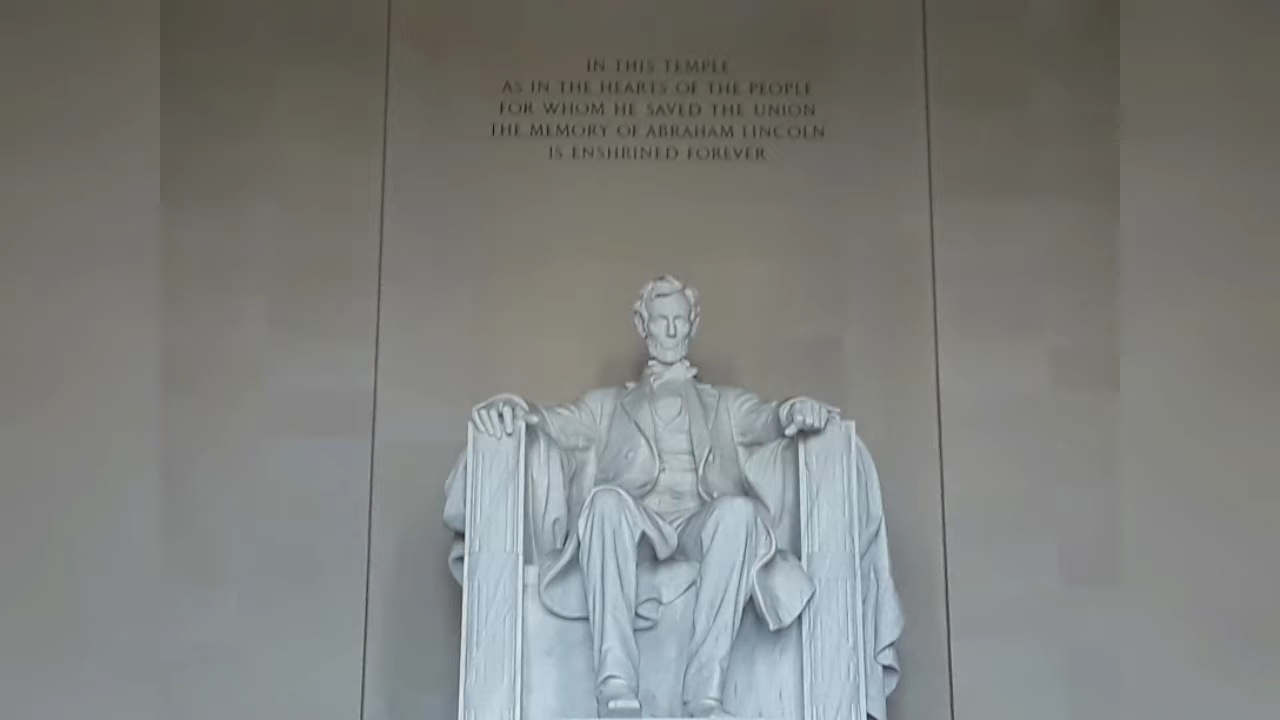 IN THIS TEMPLE
AS IN THE HEARTS OF THE PEOPLE
FOR WHOM HE SAVED THE UNION
THE MEMORY OF ABRAHAM LINCOLN
IS ENSHRINED FOREVER